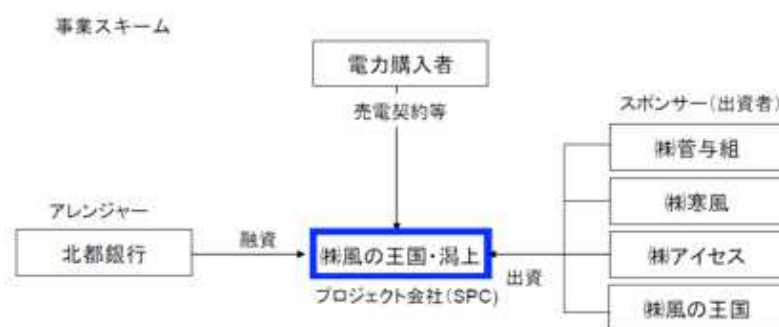 事業スキーム
電力購入者
売電契約等
スポンサー(出資者)
㈱菅与組
㈱寒風
アレンジャー
北都銀行
融資
㈱風の王国・潟上
出資
㈱アイセス
プロジェクト会社(SPC)
㈱風の王国